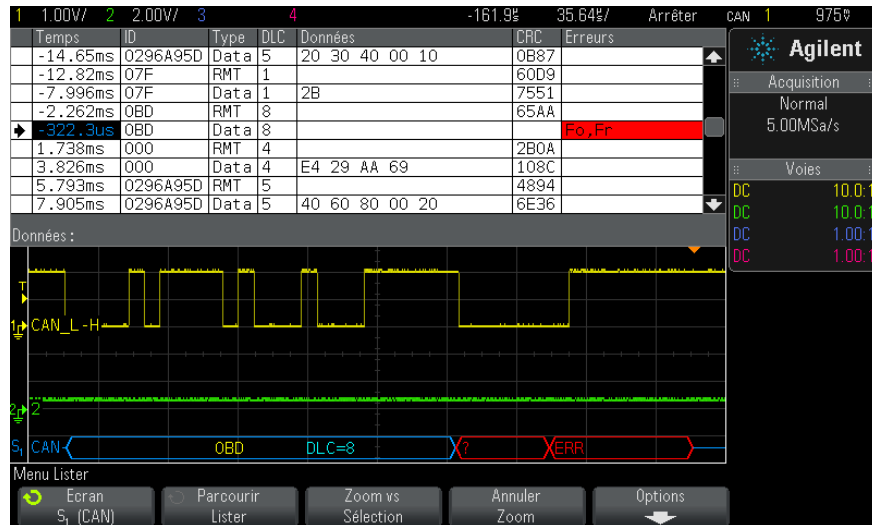 1 1.00V/ 2 2.00V/ 3 4 -161.9㎲ 35.64㎲/ Arrêter CAN 1 975
Temps ID Type DLC Données CRC Erreurs
-14.65ms 0296A95D Data 5 20 30 40 00 10 0B87
-12.82ms 07F RMT 1 60D9
-7.996ms 07F Data 1 2B 7551
-2.262ms 0BD RMT 8 65AA
-322.3us 0BD Data 8 Fo,Fr
1.738ms 000 RMT 4 2B0A
3.826ms 000 Data 4 E4 29 AA 69 108C
5.793ms 0296A95D RMT 5 4894
7.905ms 0296A95D Data 5 40 60 80 00 20 6E36
Agilent
Acquisition
Normal
5.00MSa/s
Voies
DC 10.0:1
DC 10.0:1
DC 1.00:1
DC 1.00:1
Données :
T
1 CAN_L -H
2 2
S1 CAN 0BD DLC=8 ? ERR
Menu Lister
Ecran
S1 (CAN)
Parcourir
Lister
Zoom vs
Sélection
Annuler
Zoom
Options